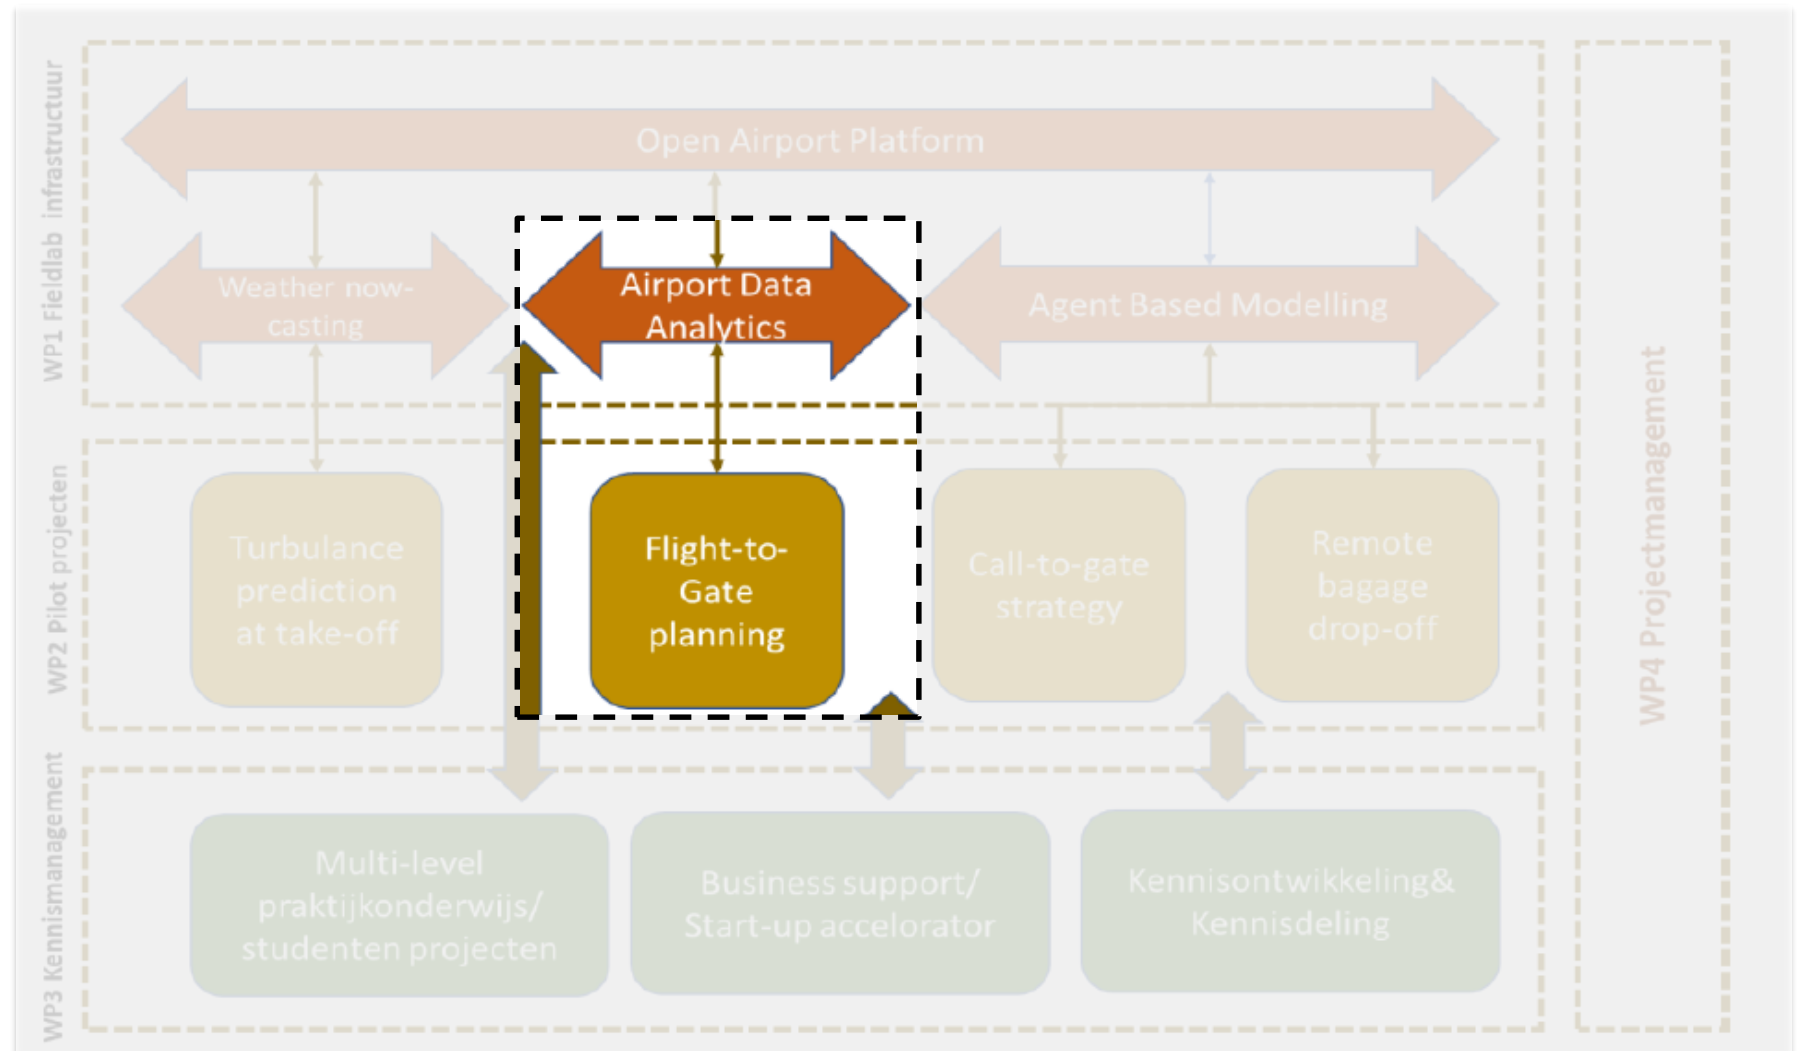 WP1 Fieldlab infrastructuur
Open Airport Platform
Weather now-
casting
Airport Data
Analytics
Agent Based Modelling
WP2 Pilot projecten
Turbulance
prediction
at take-off
Flight-to-
Gate
planning
Call-to-gate
strategy
Remote
bagage
drop-off
WP3 Kennismanagement
Multi-level
praktijkonderwijs/
studenten projecten
Business support/
Start-up accelorator
Kennisontwikkeling&
Kennisdeling
WP4 Projectmanagement